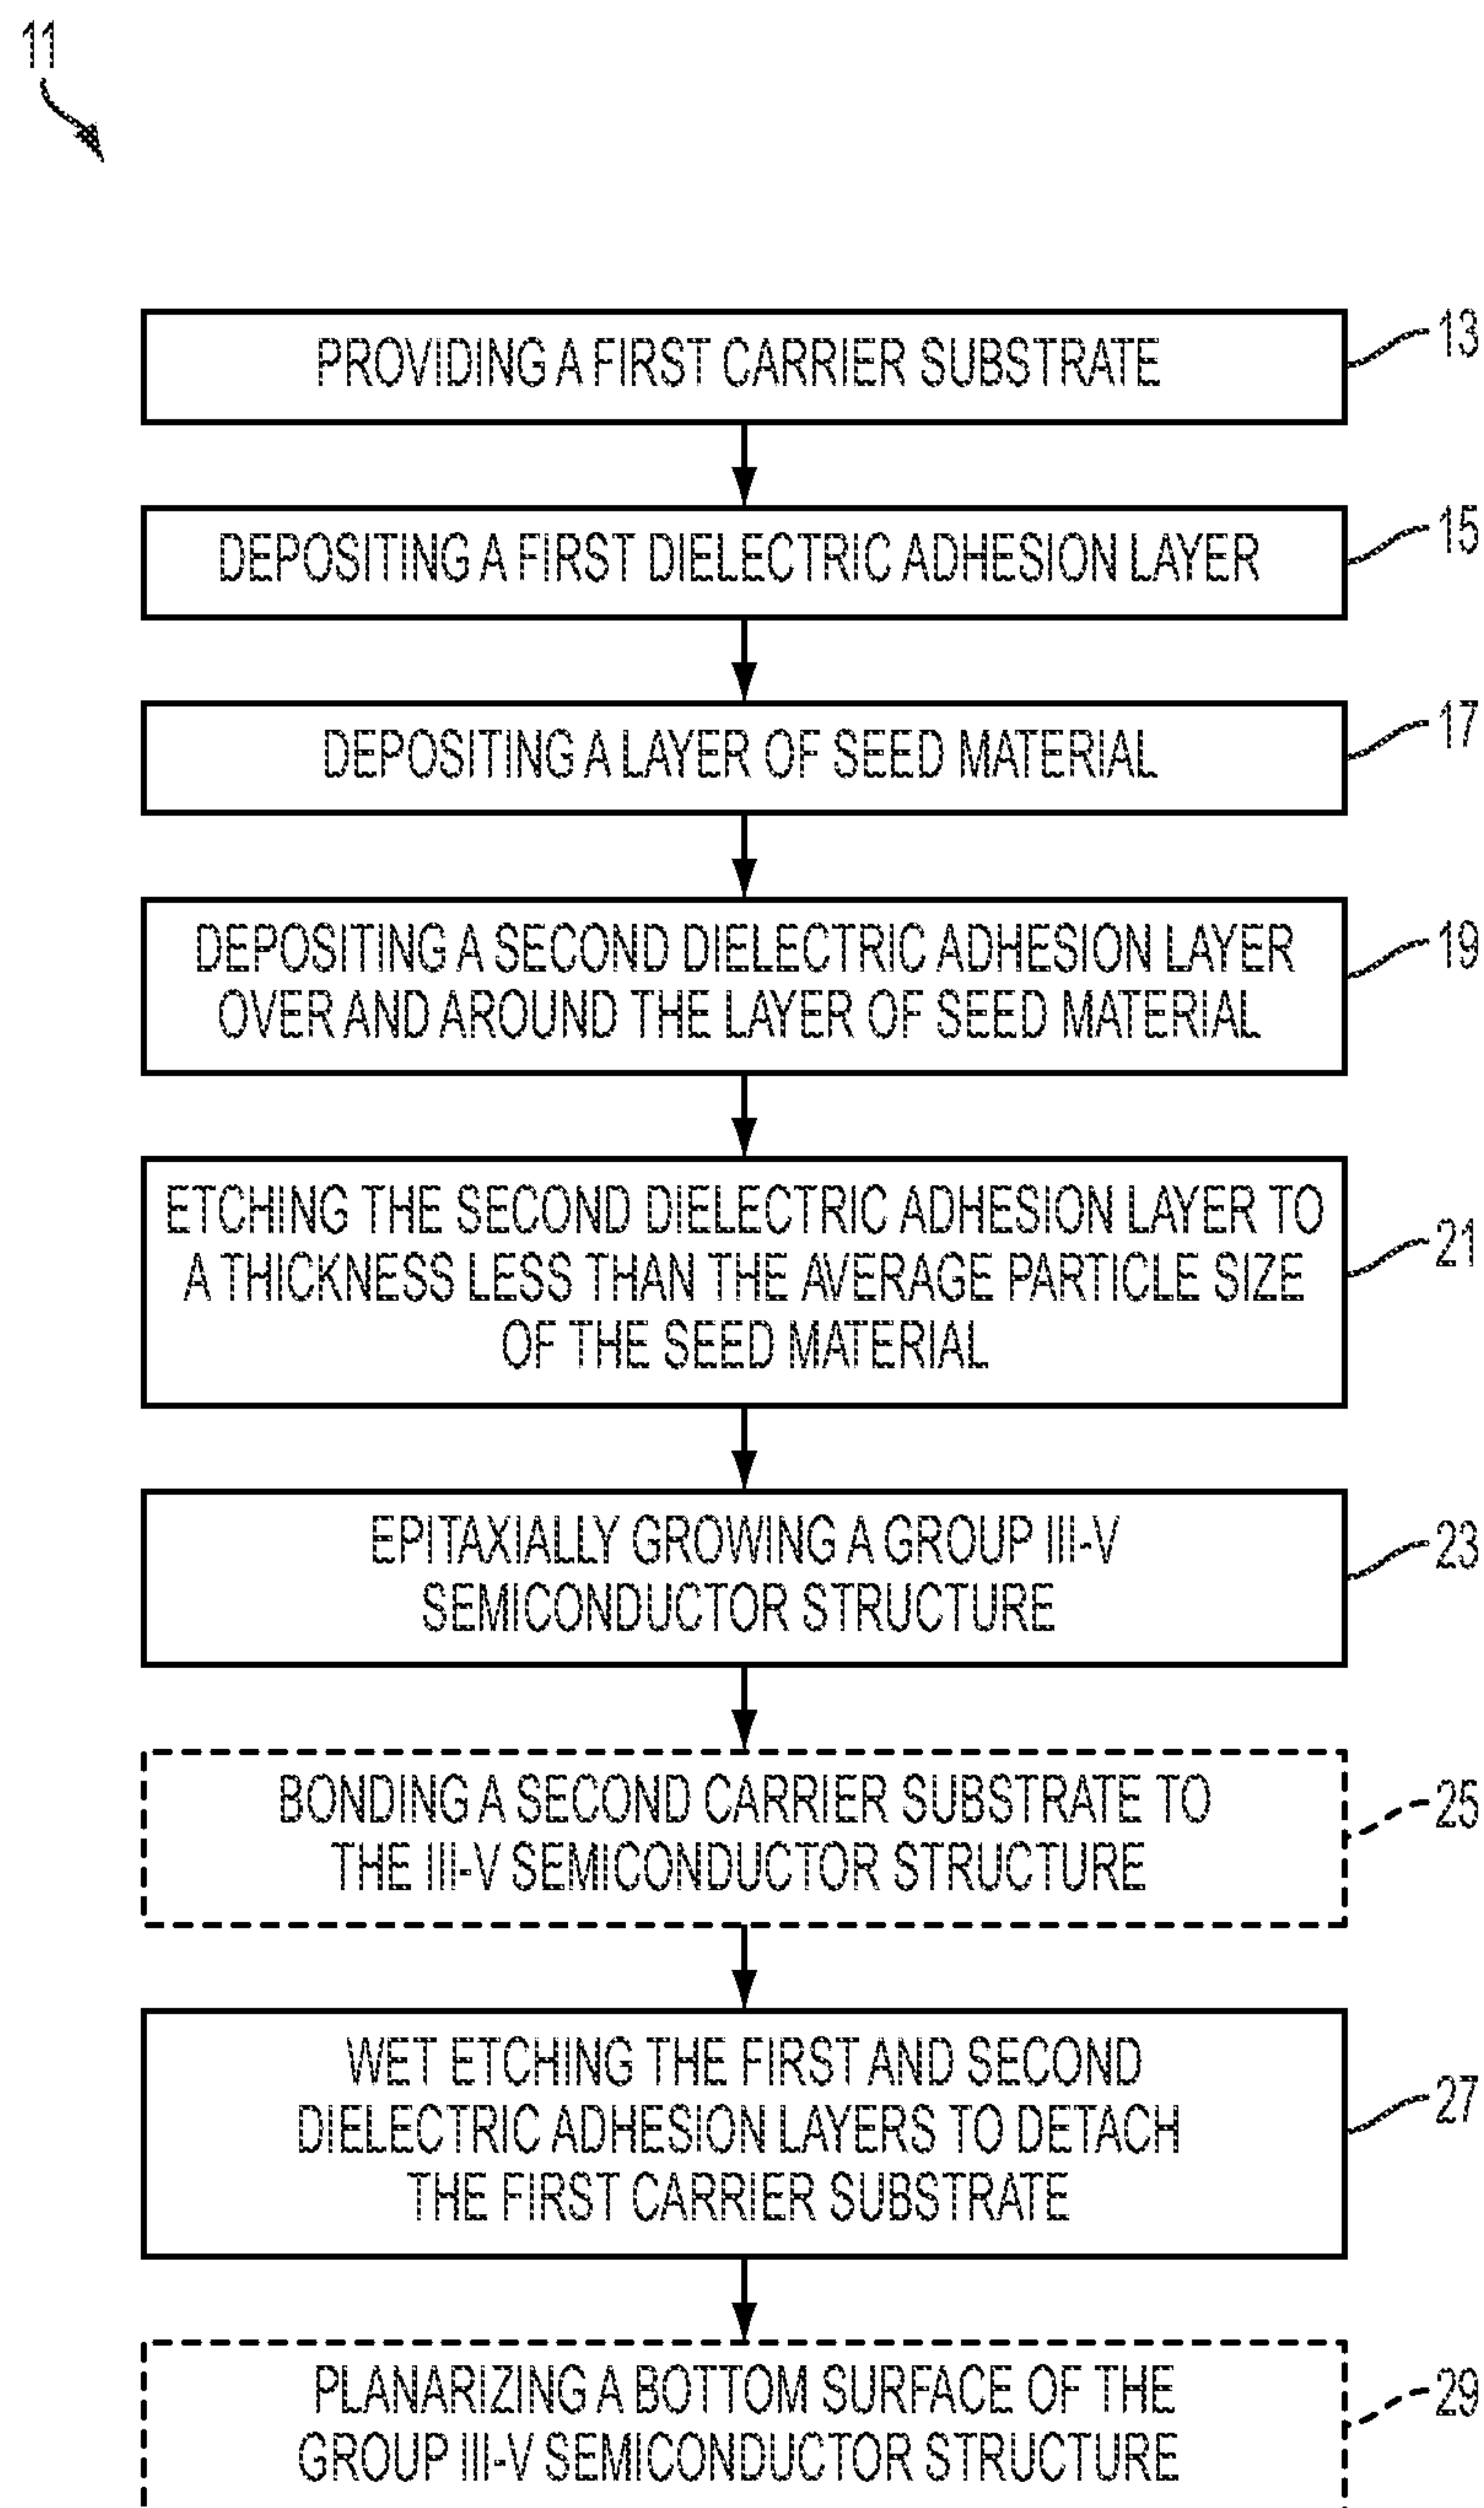 11
PROVIDING A FIRST CARRIER SUBSTRATE
13
DEPOSITING A FIRST DIELECTRIC ADHESION LAYER
15
DEPOSITING A LAYER OF SEED MATERIAL
17
DEPOSITING A SECOND DIELECTRIC ADHESION LAYER
OVER AND AROUND THE LAYER OF SEED MATERIAL
19
ETCHING THE SECOND DIELECTRIC ADHESION LAYER TO
A THICKNESS LESS THAN THE AVERAGE PARTICLE SIZE
OF THE SEED MATERIAL
21
EPITAXIALLY GROWING A GROUP III-V
SEMICONDUCTOR STRUCTURE
23
BONDING A SECOND CARRIER SUBSTRATE TO
THE III-V SEMICONDUCTOR STRUCTURE
25
WET ETCHING THE FIRST AND SECOND
DIELECTRIC ADHESION LAYERS TO DETACH
THE FIRST CARRIER SUBSTRATE
27
PLANARIZING A BOTTOM SURFACE OF THE
GROUP III-V SEMICONDUCTOR STRUCTURE
29